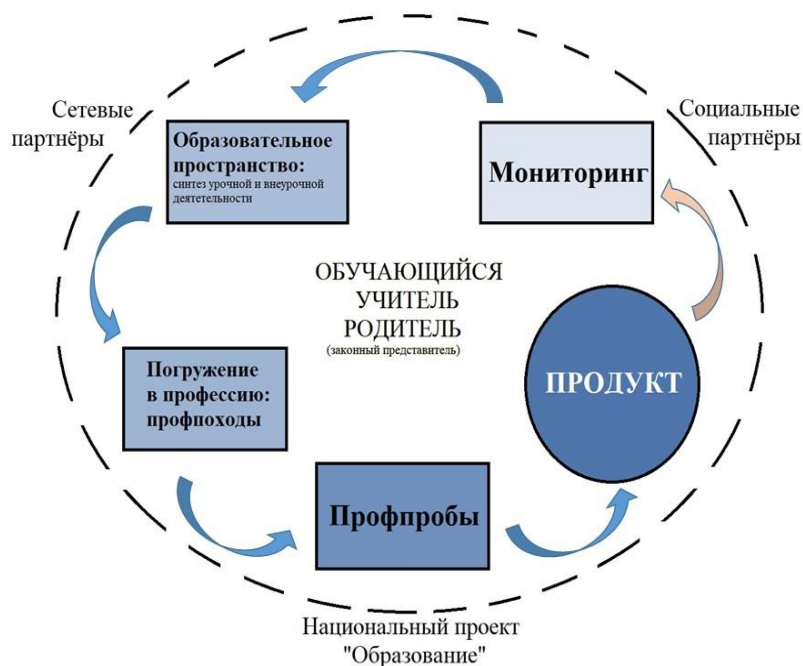 Сетевые
партнёры
Социальные
партнёры
Образовательное
пространство:
синтез урочной и внеурочной
деятетельности
Мониторинг
ОБУЧАЮЩИЙСЯ
УЧИТЕЛЬ
РОДИТЕЛЬ
(законный представитель)
Погружение
в профессию:
профпоходы
ПРОДУКТ
Профпробы
Национальный проект
"Образование"